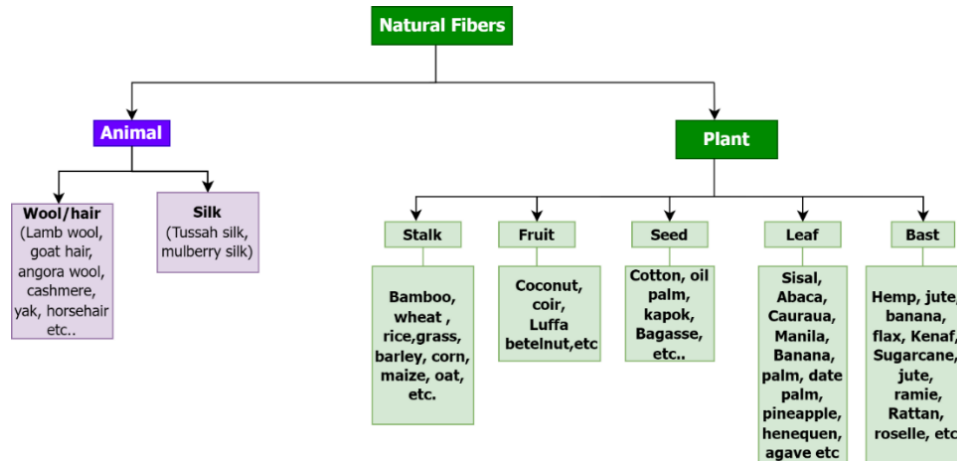 Natural Fibers
Animal
Plant
Wool/hair
(Lamb wool,
goat hair,
angora wool,
cashmere,
yak, horsehair
etc..
Silk
(Tussah silk,
mulberry silk)
Stalk
Fruit
Seed
Leaf
Bast
Bamboo,
wheat ,
rice,grass,
barley, corn,
maize, oat,
etc.
Coconut,
coir,
Luffa
betelnut,etc
Cotton, oil
palm,
kapok,
Bagasse,
etc..
Sisal,
Abaca,
Cauraua,
Manila,
Banana,
palm, date
palm,
pineapple,
henequen,
agave etc
Hemp, jute,
banana,
flax, Kenaf,
Sugarcane,
jute,
ramie,
Rattan,
roselle, etc